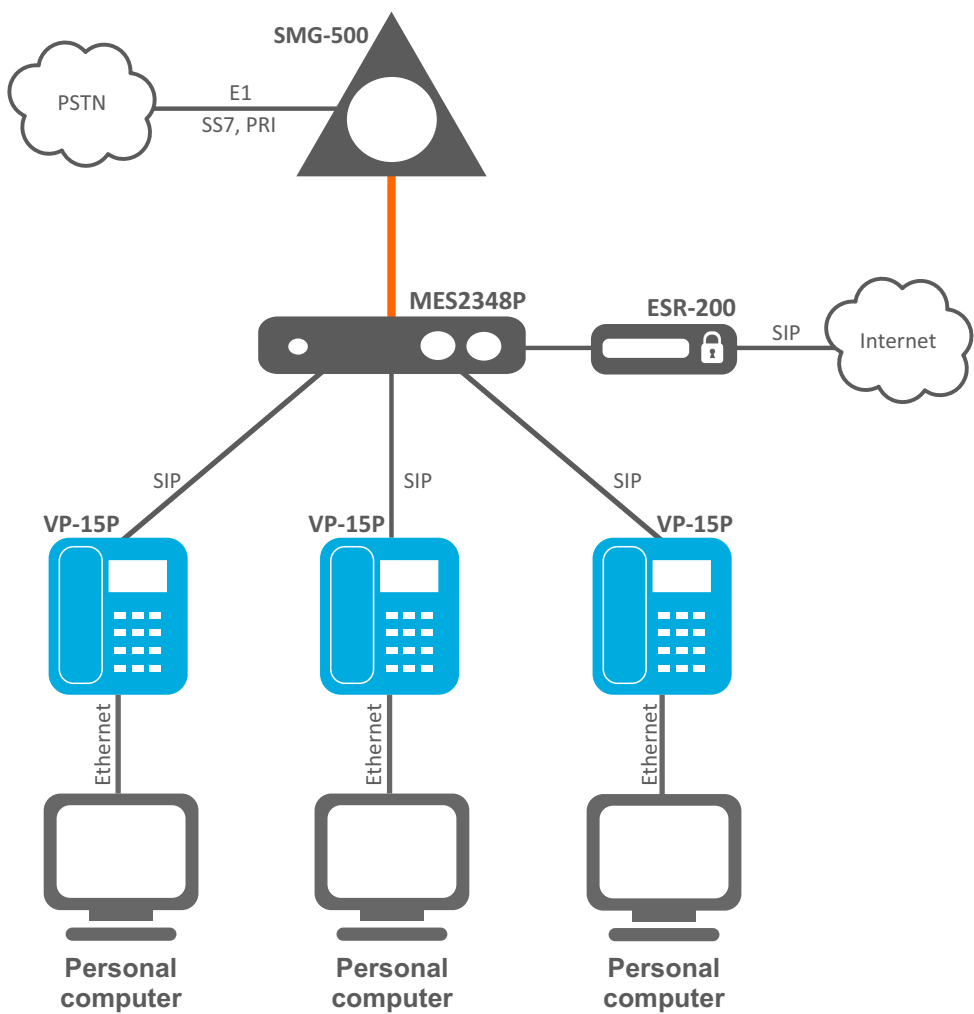 SMG-500
PSTN
E1
SS7, PRI
MES2348P
ESR-200
SIP
Internet
SIP
SIP
SIP
VP-15P
VP-15P
VP-15P
Ethernet
Ethernet
Ethernet
Personal
computer
Personal
computer
Personal
computer